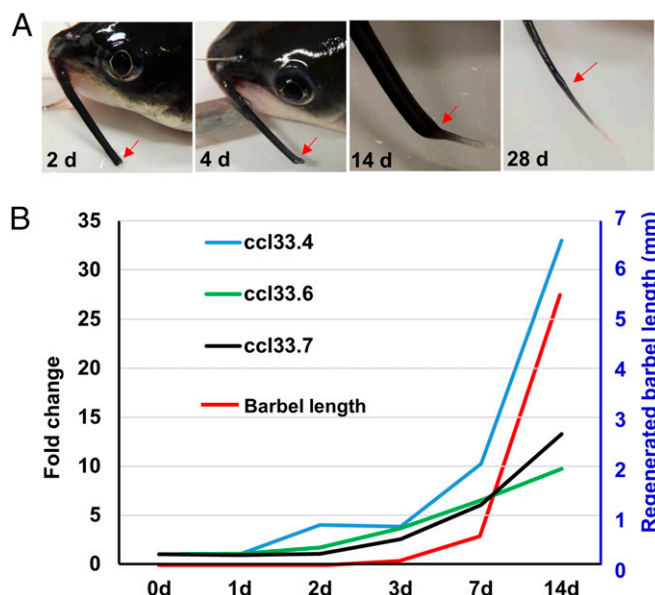 A
2 d
4 d
14 d
28 d
B
35
30
25
20
15
10
5
0
Fold change
ccl33.4
ccl33.6
ccl33.7
Barbel length
7
6
5
4
3
2
1
0
Regenerated barbel length (mm)
0d 1d 2d 3d 7d 14d